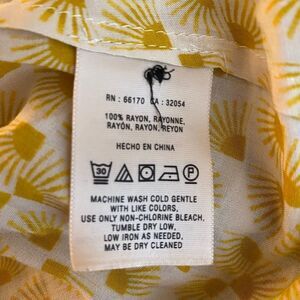 RN : 66170 CA : 32054
100% RAYON, RAYONNE,
RAYÓN, RAYON, REYON
HECHO EN CHINA
30 P
MACHINE WASH COLD GENTLE
WITH LIKE COLORS,
USE ONLY NON-CHLORINE BLEACH,
TUMBLE DRY LOW,
LOW IRON AS NEEDED,
MAY BE DRY CLEANED